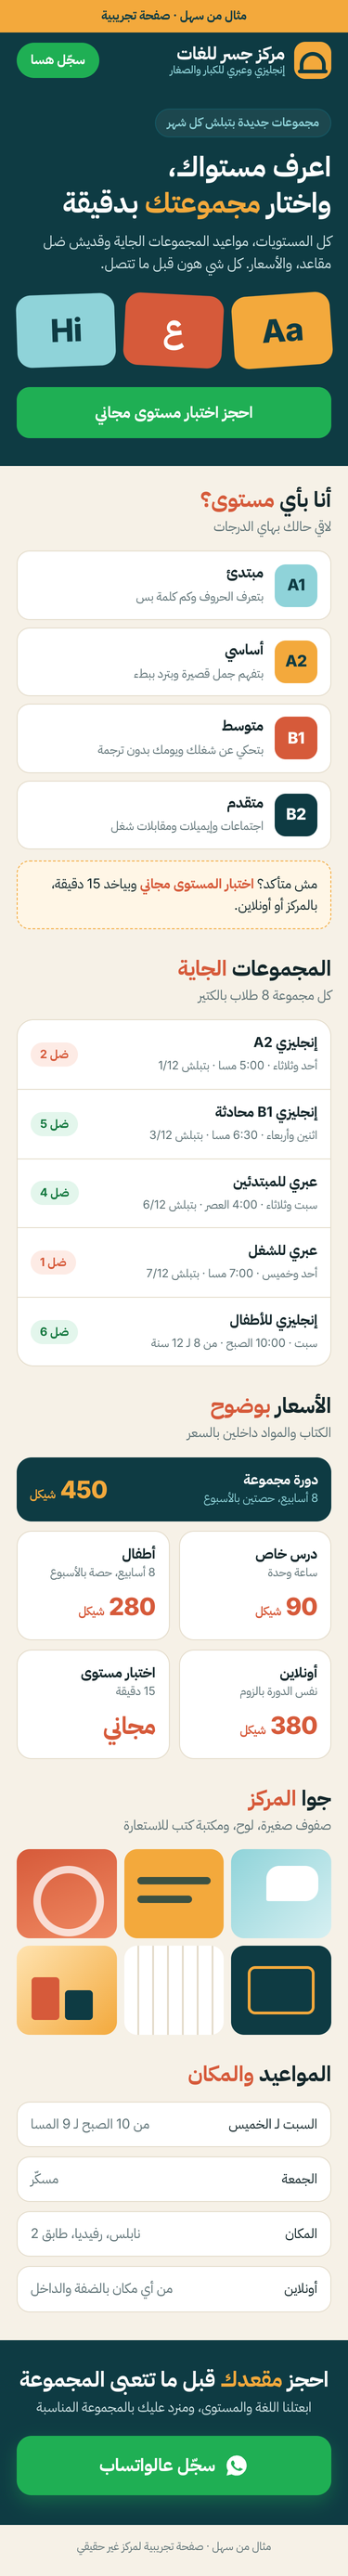 مثال من سهل · صفحة تجريبية
مركز جسر للغات
إنجليزي وعبري للكبار والصغار
سجّل هسا
مجموعات جديدة بتبلش كل شهر
اعرف مستواك،
واختار مجموعتك بدقيقة
كل المستويات، مواعيد المجموعات الجاية وقديش ضل
مقاعد، والأسعار. كل شي هون قبل ما تتصل.
Aa
ع
Hi
احجز اختبار مستوى مجاني
أنا بأي مستوى؟
لاقي حالك بهاي الدرجات
A1
مبتدئ
بتعرف الحروف وكم كلمة بس
A2
أساسي
بتفهم جمل قصيرة وبترد ببطء
B1
متوسط
بتحكي عن شغلك ويومك بدون ترجمة
B2
متقدم
اجتماعات وإيميلات ومقابلات شغل
مش متأكد؟ اختبار المستوى مجاني وبياخد 15 دقيقة،
بالمركز أو أونلاين.
المجموعات الجاية
كل مجموعة 8 طلاب بالكتير
إنجليزي A2
أحد وثلاثاء · 5:00 مسا · بتبلش 1/12
ضل 2
إنجليزي B1 محادثة
اثنين وأربعاء · 6:30 مسا · بتبلش 3/12
ضل 5
عبري للمبتدئين
سبت وثلاثاء · 4:00 العصر · بتبلش 6/12
ضل 4
عبري للشغل
أحد وخميس · 7:00 مسا · بتبلش 7/12
ضل 1
إنجليزي للأطفال
سبت · 10:00 الصبح · من 8 لـ 12 سنة
ضل 6
الأسعار بوضوح
الكتاب والمواد داخلين بالسعر
دورة مجموعة
8 أسابيع، حصتين بالأسبوع
450 شيكل
درس خاص
ساعة وحدة
90 شيكل
أطفال
8 أسابيع، حصة بالأسبوع
280 شيكل
أونلاين
نفس الدورة بالزوم
380 شيكل
اختبار مستوى
15 دقيقة
مجاني
جوا المركز
صفوف صغيرة، لوح، ومكتبة كتب للاستعارة
المواعيد والمكان
السبت لـ الخميس
من 10 الصبح لـ 9 المسا
الجمعة
مسكّر
المكان
نابلس، رفيديا، طابق 2
أونلاين
من أي مكان بالضفة والداخل
احجز مقعدك قبل ما تتعبى المجموعة
ابعتلنا اللغة والمستوى، ومنرد عليك بالمجموعة المناسبة
سجّل عالواتساب
مثال من سهل · صفحة تجريبية لمركز غير حقيقي